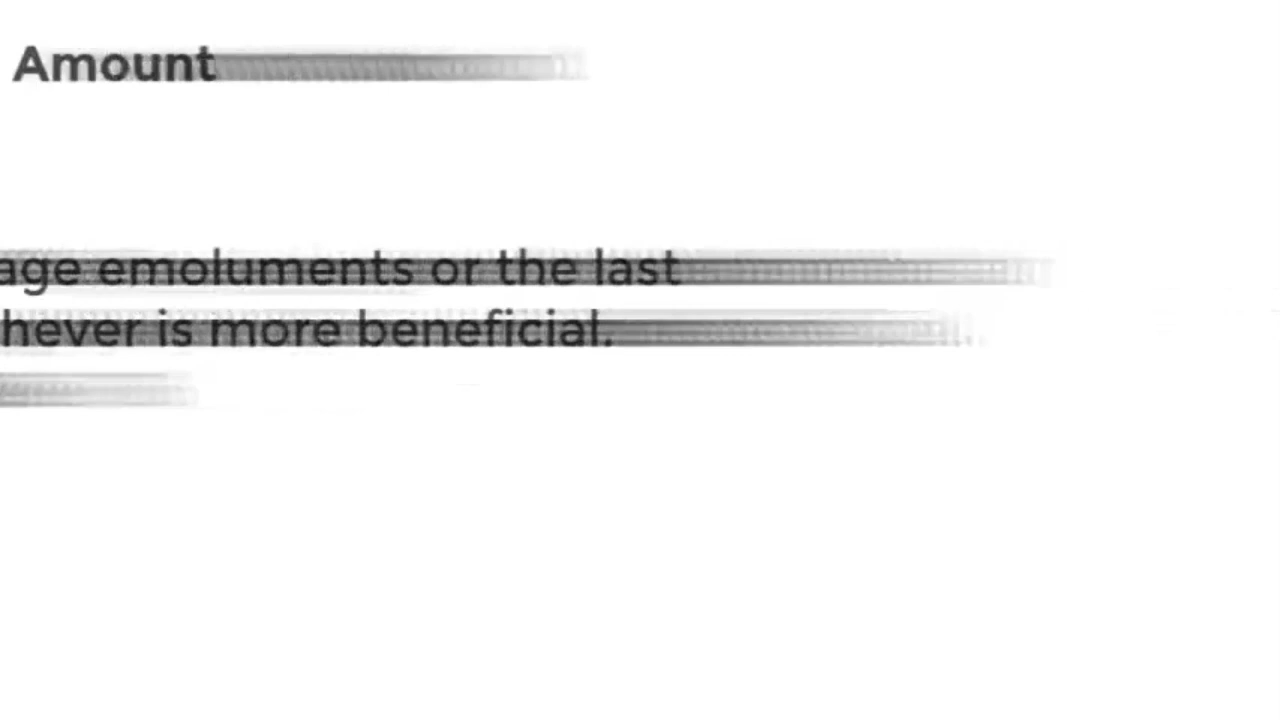 Amount
age emoluments or the last
hever is more beneficial.